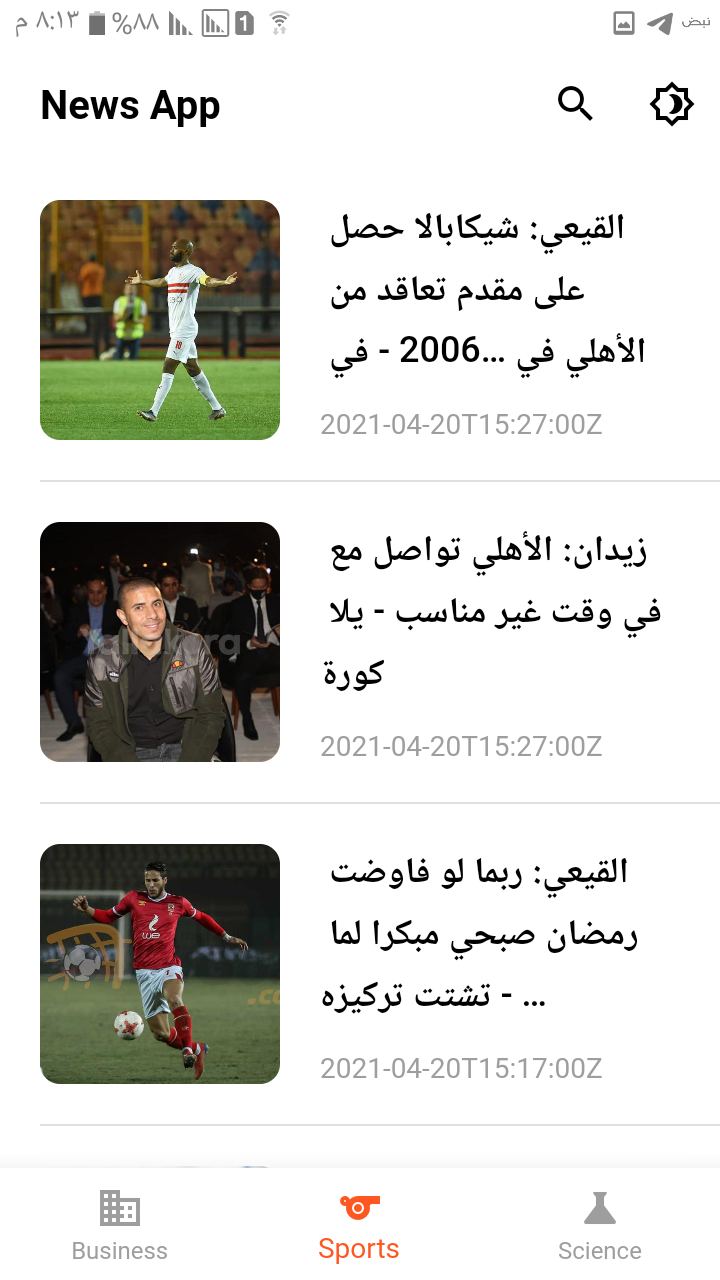 ٨:١٣ م
%٨٨
1
نبض
News App
القيعي: شيكابالا حصل
على مقدم تعاقد من
الأهلي في 2006... - في
2021-04-20T15:27:00Z
زيدان: الأهلي تواصل مع
في وقت غير مناسب - يلا
كورة
2021-04-20T15:27:00Z
القيعي: ربما لو فاوضت
رمضان صبحي مبكرا لما
تشتت تركيزه - ...
2021-04-20T15:17:00Z
Business
Sports
Science